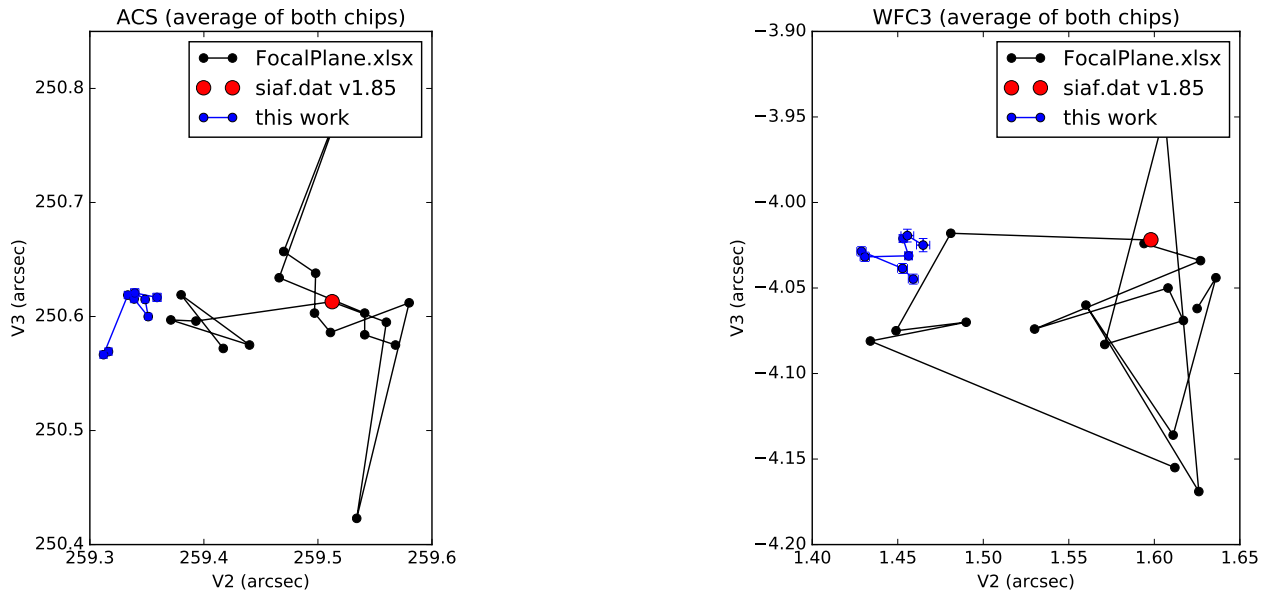 ACS (average of both chips)
FocalPlane.xlsx
siaf.dat v1.85
this work
250.8
250.7
250.6
250.5
250.4
V3 (arcsec)
259.3 259.4 259.5 259.6
V2 (arcsec)
WFC3 (average of both chips)
FocalPlane.xlsx
siaf.dat v1.85
this work
−3.90
−3.95
−4.00
−4.05
−4.10
−4.15
−4.20
V3 (arcsec)
1.40 1.45 1.50 1.55 1.60 1.65
V2 (arcsec)